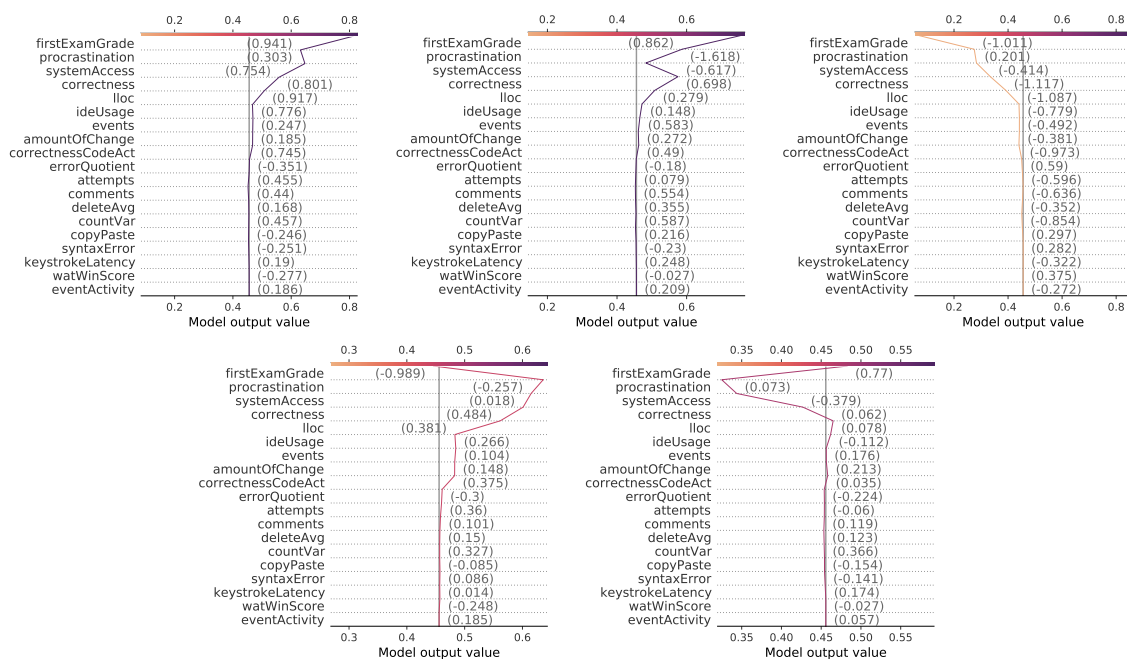 0.2 0.4 0.6 0.8
firstExamGrade (0.941)
procrastination (0.303)
systemAccess (0.754)
correctness (0.801)
lloc (0.917)
ideUsage (0.776)
events (0.247)
amountOfChange (0.185)
correctnessCodeAct (0.745)
errorQuotient (-0.351)
attempts (0.455)
comments (0.44)
deleteAvg (0.168)
countVar (0.457)
copyPaste (-0.246)
syntaxError (-0.251)
keystrokeLatency (0.19)
watWinScore (-0.277)
eventActivity (0.186)
0.2 0.4 0.6 0.8
Model output value
0.2 0.4 0.6
firstExamGrade (0.862)
procrastination (-1.618)
systemAccess (-0.617)
correctness (0.698)
lloc (0.279)
ideUsage (0.148)
events (0.583)
amountOfChange (0.272)
correctnessCodeAct (0.49)
errorQuotient (-0.18)
attempts (0.079)
comments (0.554)
deleteAvg (0.355)
countVar (0.587)
copyPaste (0.216)
syntaxError (-0.23)
keystrokeLatency (0.248)
watWinScore (-0.027)
eventActivity (0.209)
0.2 0.4 0.6
Model output value
0.2 0.4 0.6 0.8
firstExamGrade (-1.011)
procrastination (0.201)
systemAccess (-0.414)
correctness (-1.117)
lloc (-1.087)
ideUsage (-0.779)
events (-0.492)
amountOfChange (-0.381)
correctnessCodeAct (-0.973)
errorQuotient (0.59)
attempts (-0.596)
comments (-0.636)
deleteAvg (-0.352)
countVar (-0.854)
copyPaste (0.297)
syntaxError (0.282)
keystrokeLatency (-0.322)
watWinScore (0.375)
eventActivity (-0.272)
0.2 0.4 0.6 0.8
Model output value
0.3 0.4 0.5 0.6
firstExamGrade (-0.989)
procrastination (-0.257)
systemAccess (0.018)
correctness (0.484)
lloc (0.381)
ideUsage (0.266)
events (0.104)
amountOfChange (0.148)
correctnessCodeAct (0.375)
errorQuotient (-0.3)
attempts (0.36)
comments (0.101)
deleteAvg (0.15)
countVar (0.327)
copyPaste (-0.085)
syntaxError (0.086)
keystrokeLatency (0.014)
watWinScore (-0.248)
eventActivity (0.185)
0.3 0.4 0.5 0.6
Model output value
0.35 0.40 0.45 0.50 0.55
firstExamGrade (0.77)
procrastination (0.073)
systemAccess (-0.379)
correctness (0.062)
lloc (0.078)
ideUsage (-0.112)
events (0.176)
amountOfChange (0.213)
correctnessCodeAct (0.035)
errorQuotient (-0.224)
attempts (-0.06)
comments (0.119)
deleteAvg (0.123)
countVar (0.366)
copyPaste (-0.154)
syntaxError (-0.141)
keystrokeLatency (0.174)
watWinScore (-0.027)
eventActivity (0.057)
0.35 0.40 0.45 0.50 0.55
Model output value